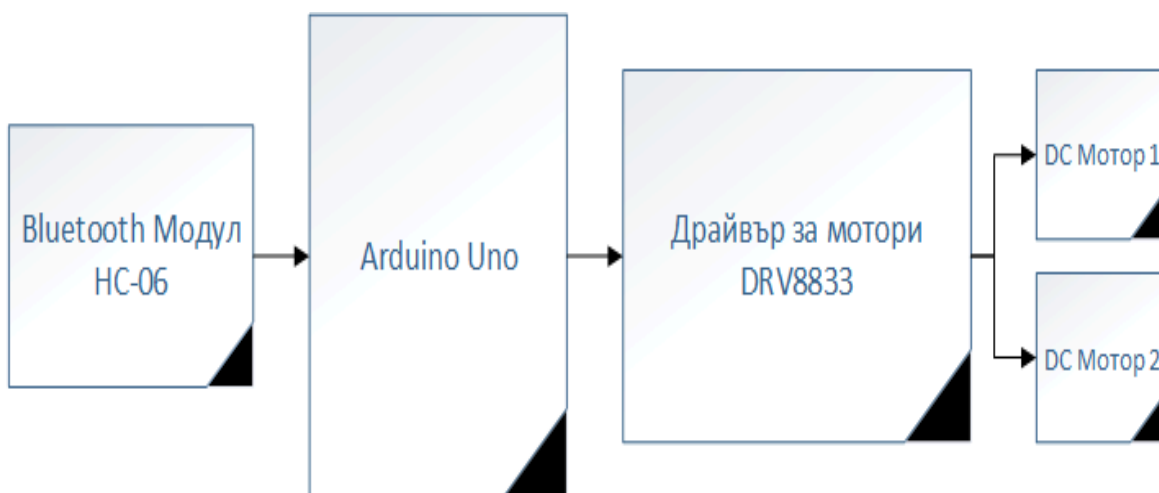 Bluetooth Модул
HC-06
Arduino Uno
Драйвър за мотори
DRV8833
DC Мотор 1
DC Мотор 2